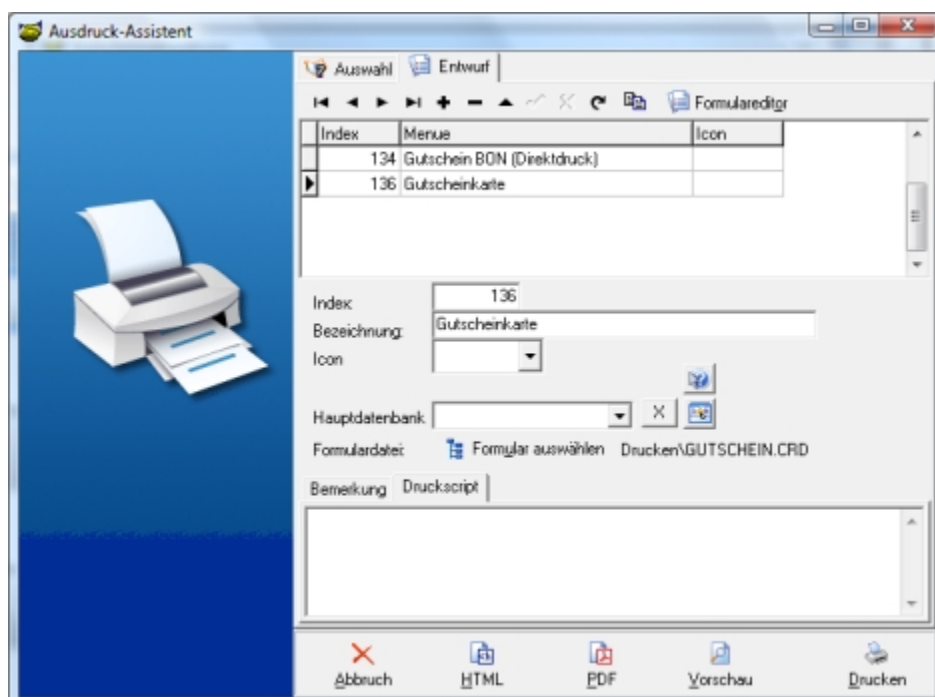 Ausdruck-Assistent
Auswahl Entwurf
Formulareditor
Index Menue Icon
134 Gutschein BON (Direktdruck)
136 Gutscheinkarte
Index 136
Bezeichnung: Gutscheinkarte
Icon
Hauptdatenbank X
Formulardatei: Formular auswählen Drucken\GUTSCHEIN.CRD
Bemerkung Druckscript
Abbruch HTML PDF Vorschau Drucken